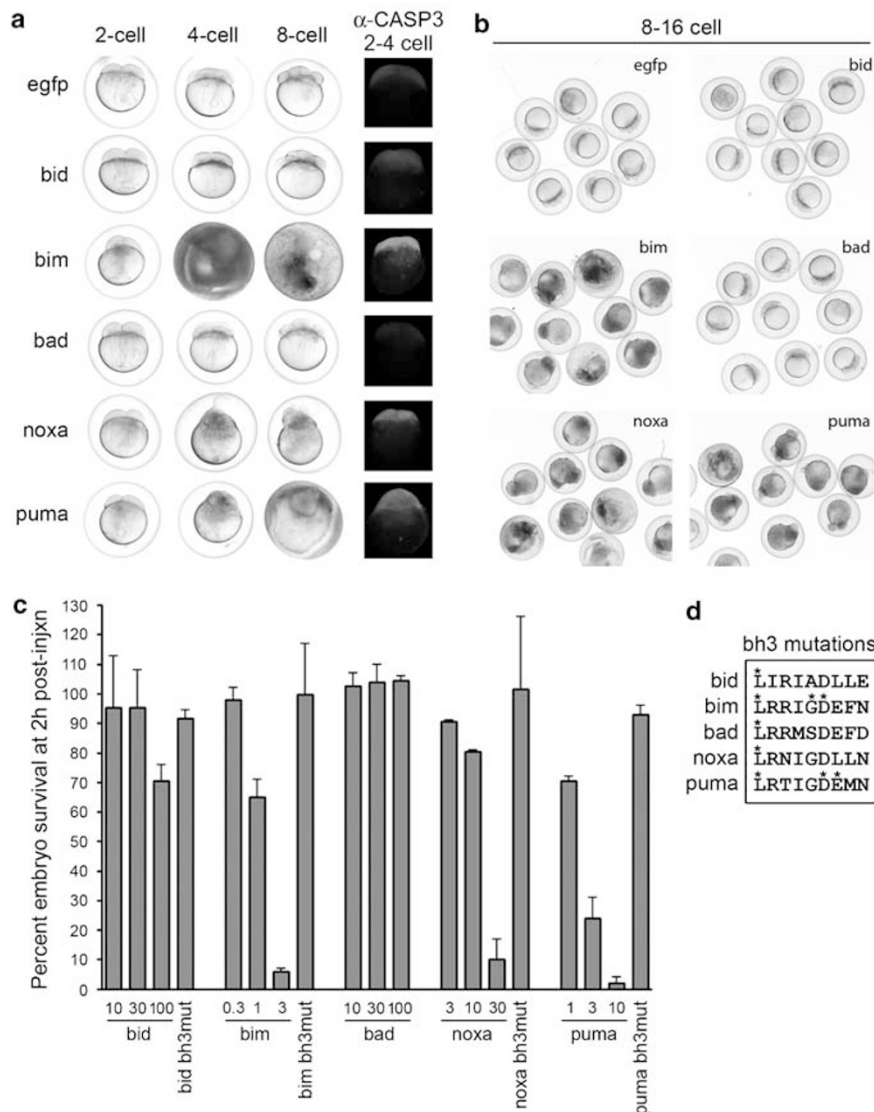 a
2-cell 4-cell 8-cell α-CASP3
2-4 cell
egfp
bid
bim
bad
noxa
puma
b
8-16 cell
egfp bid
bim bad
noxa puma
c
Percent embryo survival at 2h post-injxn
130
120
110
100
90
80
70
60
50
40
30
20
10
0
10 30 100 bid bh3mut 0.3 1 3 bim bh3mut 10 30 100 3 10 30 noxa bh3mut 1 3 10 puma bh3mut
bid bim bad noxa puma
d
bh3 mutations
*
bid LIRIADLLE
* **
bim LRRIGDEFN
*
bad LRRMSDEFD
*
noxa LRNIGDLLN
* **
puma LRTIGDEMN